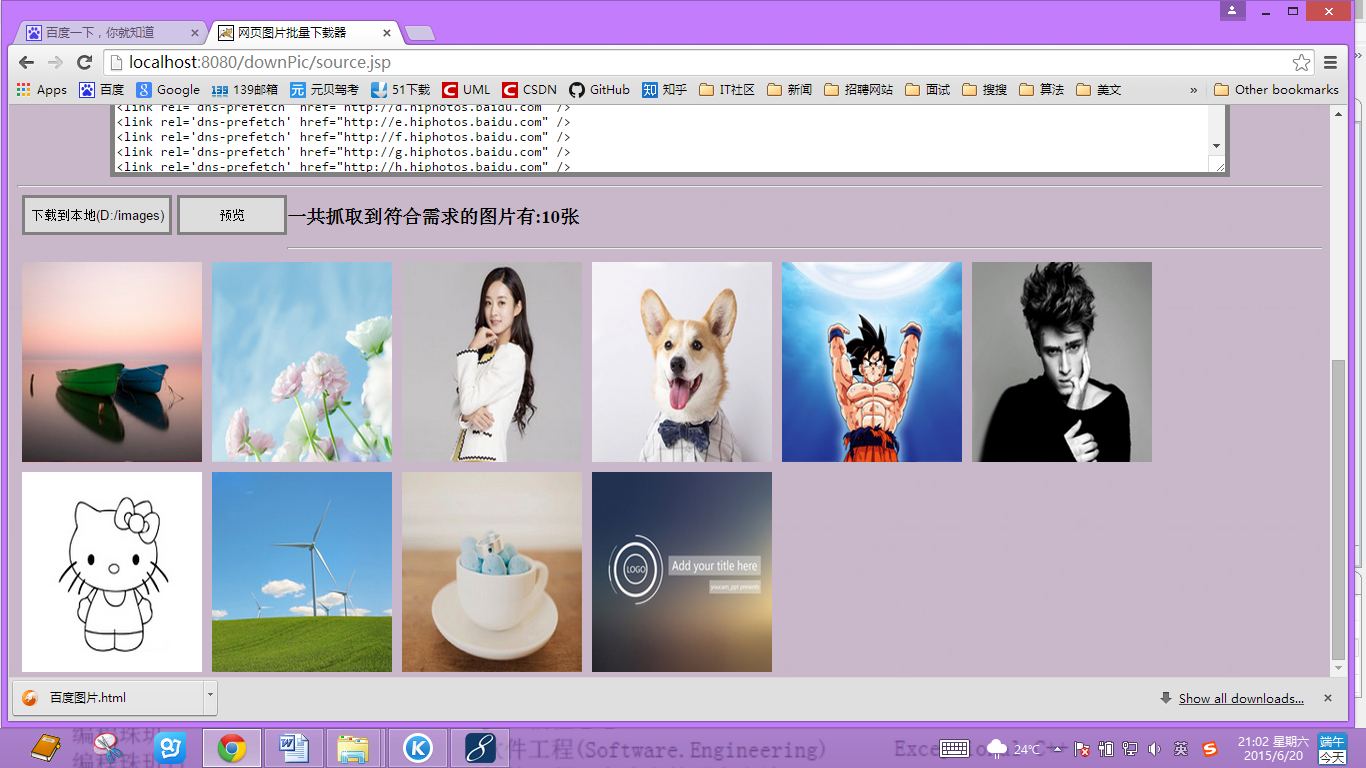 百度一下，你就知道
网页图片批量下载器
localhost:8080/downPic/source.jsp
Apps 百度 Google 139邮箱 元贝驾考 51下载 UML CSDN GitHub 知乎 IT社区 新闻 招聘网站 面试 搜搜 算法 美文 » Other bookmarks
<link rel='dns-prefetch' href="http://d.hiphotos.baidu.com" />
<link rel='dns-prefetch' href="http://e.hiphotos.baidu.com" />
<link rel='dns-prefetch' href="http://f.hiphotos.baidu.com" />
<link rel='dns-prefetch' href="http://g.hiphotos.baidu.com" />
<link rel='dns-prefetch' href="http://h.hiphotos.baidu.com" />
下载到本地(D:/images) 预览 一共抓取到符合需求的图片有:10张
LOGO
Add your title here
百度图片.html
Show all downloads...
件工程(Software.Engineering)
24℃
英
21:02 星期六
2015/6/20
端午
今天